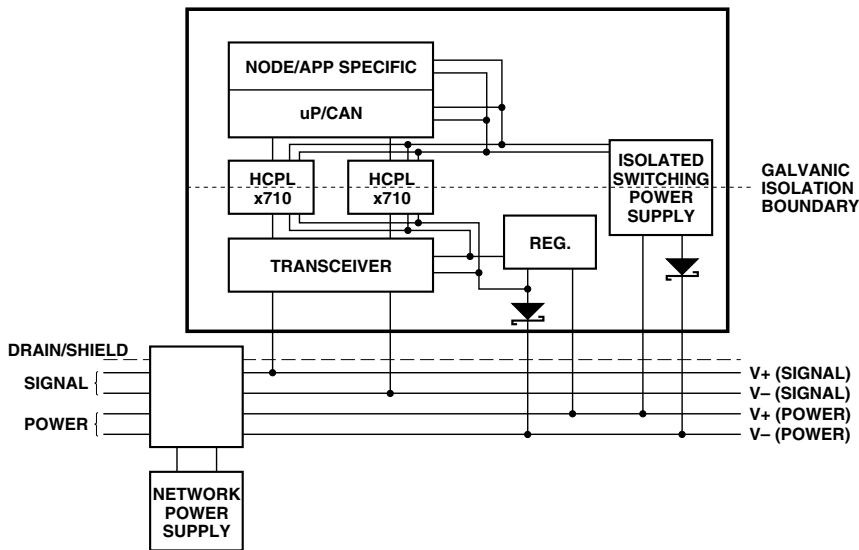 NODE/APP SPECIFIC
uP/CAN
HCPL
x710
HCPL
x710
ISOLATED
SWITCHING
POWER
SUPPLY
GALVANIC
ISOLATION
BOUNDARY
TRANSCEIVER
REG.
DRAIN/SHIELD
SIGNAL
POWER
V+ (SIGNAL)
V– (SIGNAL)
V+ (POWER)
V– (POWER)
NETWORK
POWER
SUPPLY